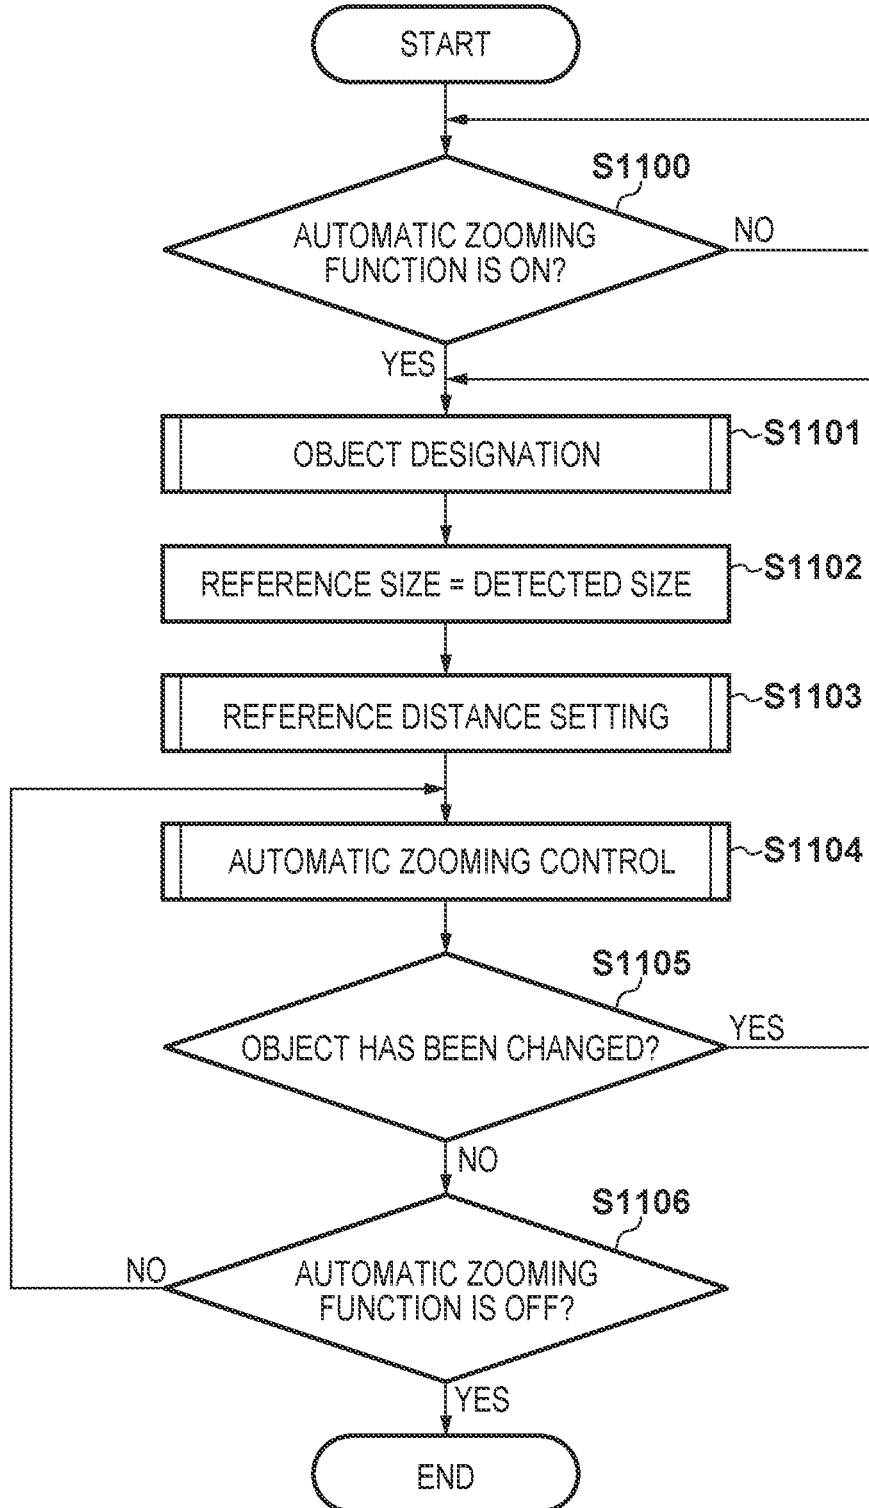 START
S1100
AUTOMATIC ZOOMING
FUNCTION IS ON?
NO
YES
OBJECT DESIGNATION
S1101
REFERENCE SIZE = DETECTED SIZE
S1102
REFERENCE DISTANCE SETTING
S1103
AUTOMATIC ZOOMING CONTROL
S1104
S1105
OBJECT HAS BEEN CHANGED?
YES
NO
S1106
AUTOMATIC ZOOMING
FUNCTION IS OFF?
NO
YES
END